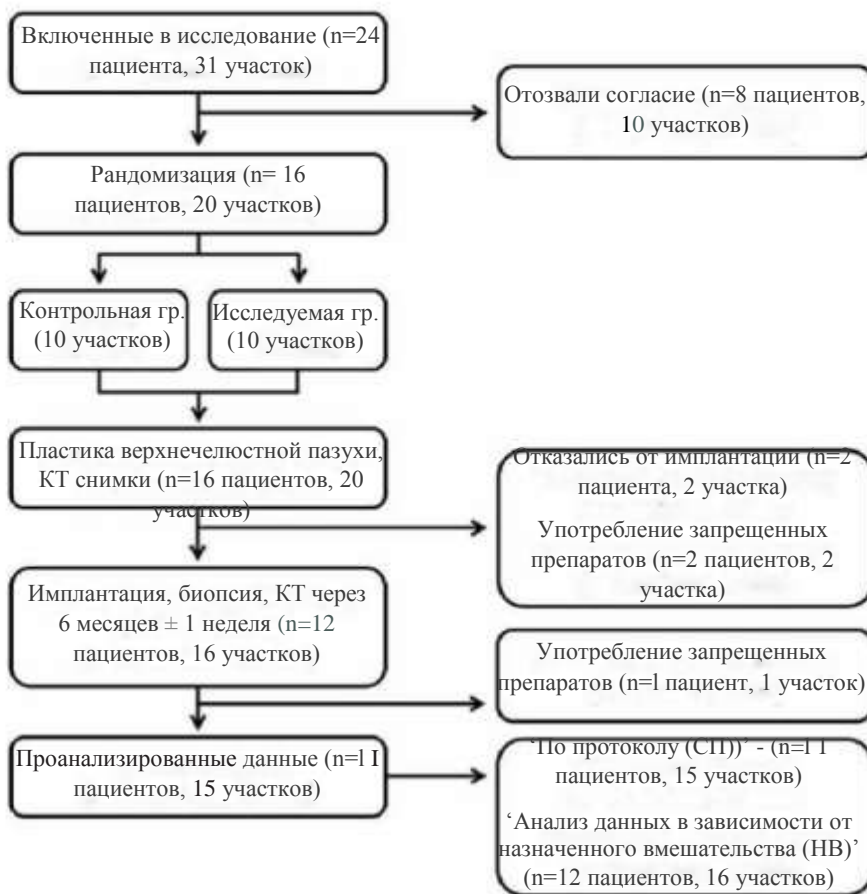 Включенные в исследование (n=24
пациента, 31 участок)
Отозвали согласие (n=8 пациентов,
10 участков)
Рандомизация (n= 16
пациентов, 20 участков)
Контрольная гр.
(10 участков)
Исследуемая гр.
(10 участков)
Пластика верхнечелюстной пазухи,
КТ снимки (n=16 пациентов, 20
участков)
Отказались от имплантации (n=2
пациента, 2 участка)
Употребление запрещенных
препаратов (n=2 пациентов, 2
участка)
Имплантация, биопсия, КТ через
6 месяцев ± 1 неделя (n=12
пациентов, 16 участков)
Употребление запрещенных
препаратов (n=l пациент, 1 участок)
Проанализированные данные (n=l I
пациентов, 15 участков)
‘По протоколу (СП))’ - (n=l I
пациентов, 15 участков)
‘Анализ данных в зависимости от
назначенного вмешательства (НВ)’
(n=12 пациентов, 16 участков)